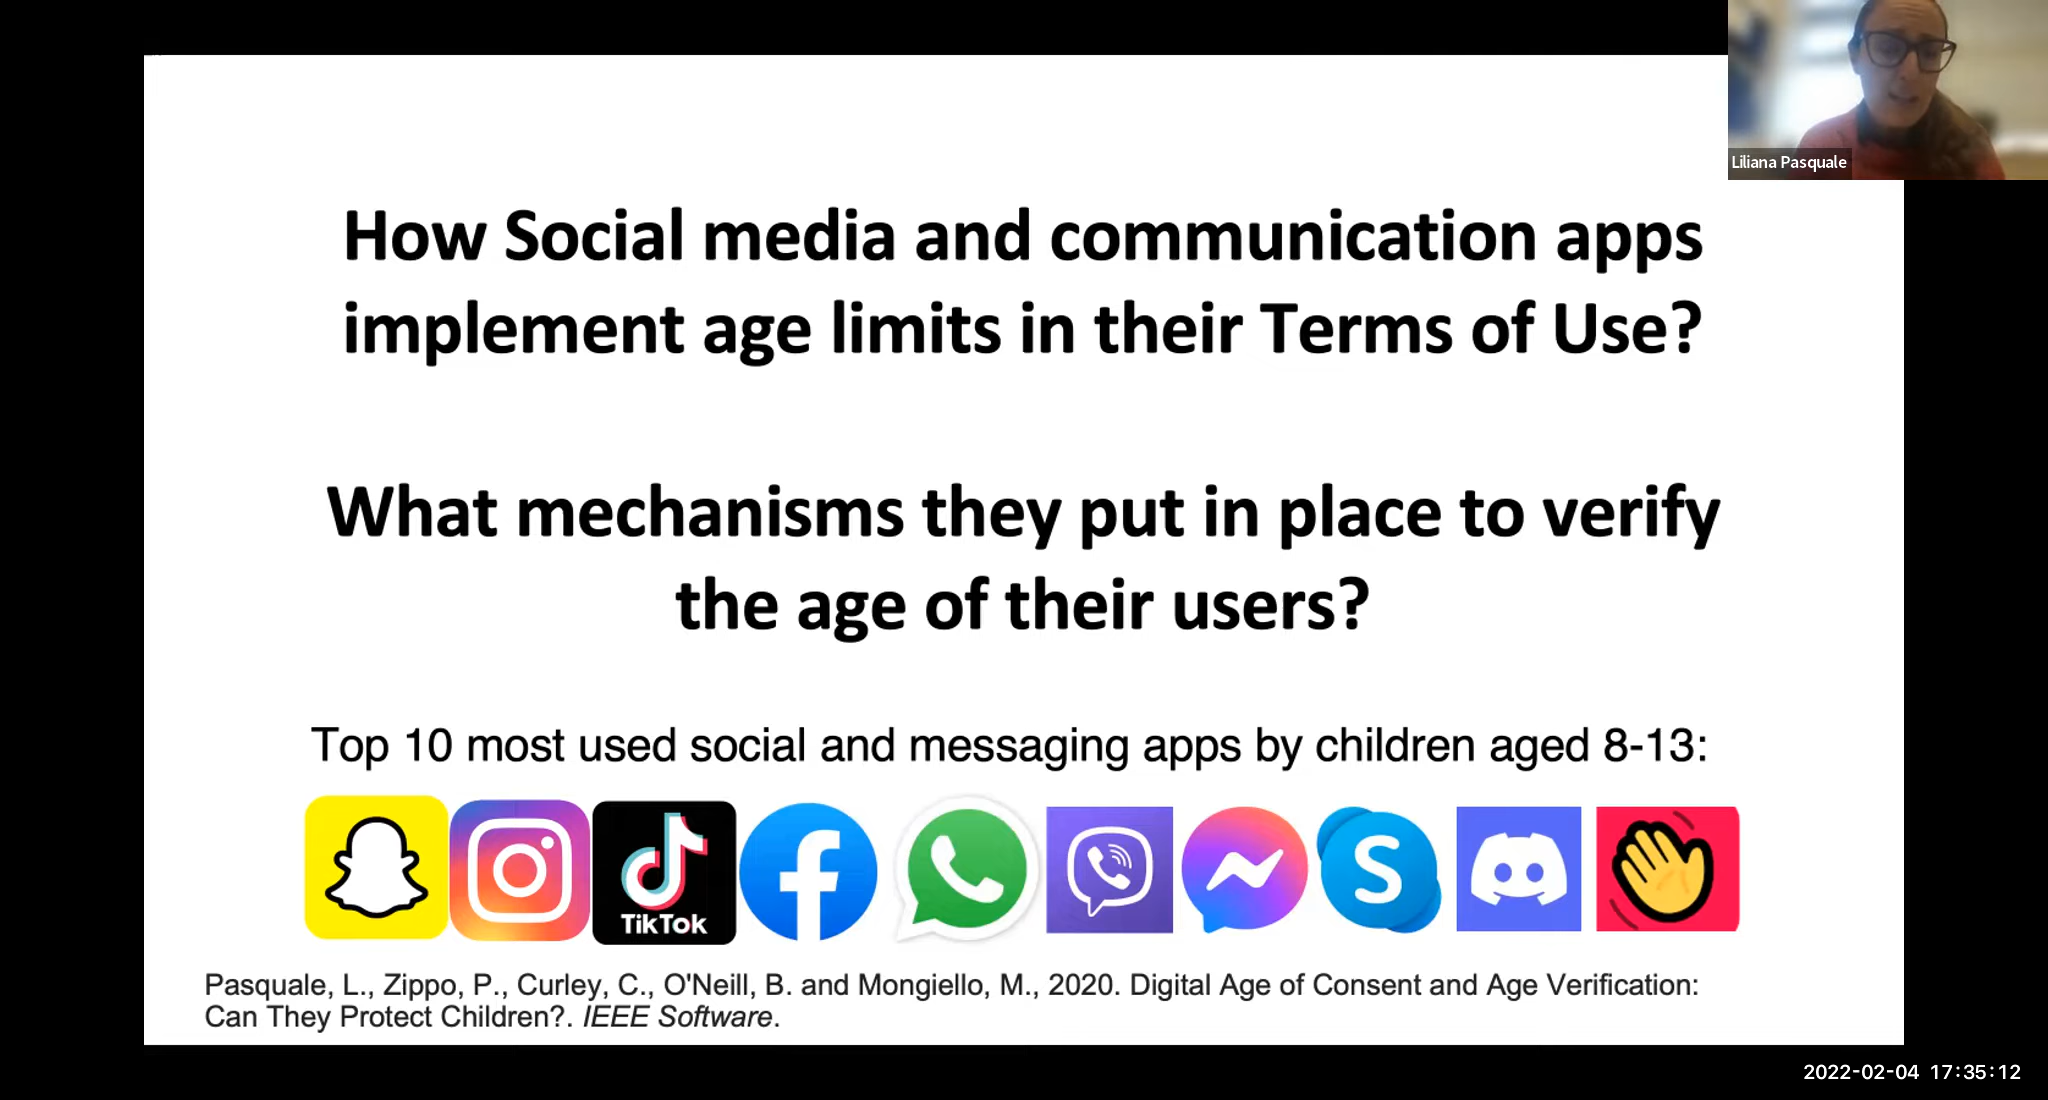 Liliana Pasquale
How Social media and communication apps
implement age limits in their Terms of Use?
What mechanisms they put in place to verify
the age of their users?
Top 10 most used social and messaging apps by children aged 8-13:
TikTok
Pasquale, L., Zippo, P., Curley, C., O'Neill, B. and Mongiello, M., 2020. Digital Age of Consent and Age Verification:
Can They Protect Children?. IEEE Software.
2022-02-04 17:35:12